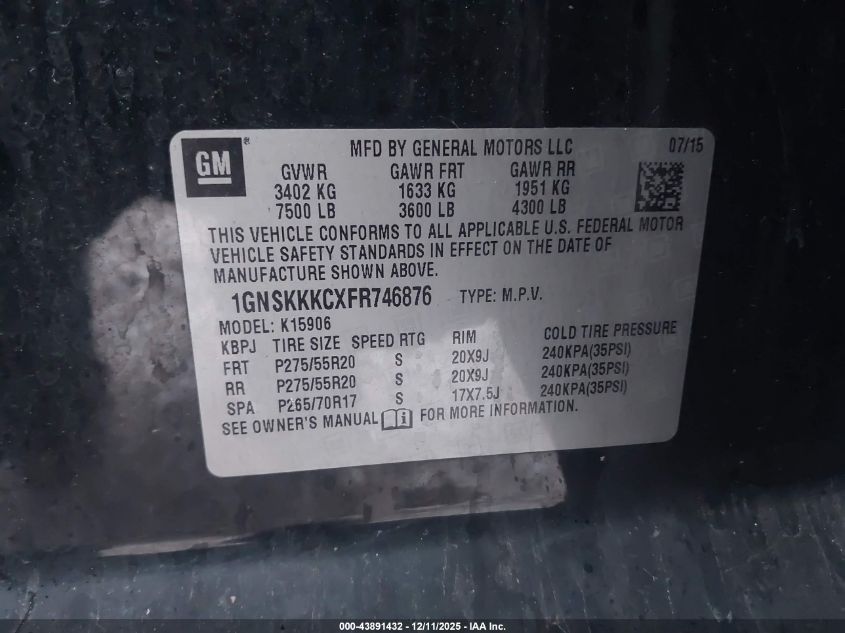 GM ®
MFD BY GENERAL MOTORS LLC 07/15
GVWR GAWR FRT GAWR RR
3402 KG 1633 KG 1951 KG
7500 LB 3600 LB 4300 LB
THIS VEHICLE CONFORMS TO ALL APPLICABLE U.S. FEDERAL MOTOR
VEHICLE SAFETY STANDARDS IN EFFECT ON THE DATE OF
MANUFACTURE SHOWN ABOVE.
1GNSKKKCXFR746876 TYPE: M.P.V.
MODEL: K15906
KBPJ TIRE SIZE SPEED RTG RIM COLD TIRE PRESSURE
FRT P275/55R20 S 20X9J 240KPA(35PSI)
RR P275/55R20 S 20X9J 240KPA(35PSI)
SPA P265/70R17 S 17X7.5J 240KPA(35PSI)
SEE OWNER'S MANUAL FOR MORE INFORMATION.
000-43891432 - 12/11/2025 - IAA Inc.